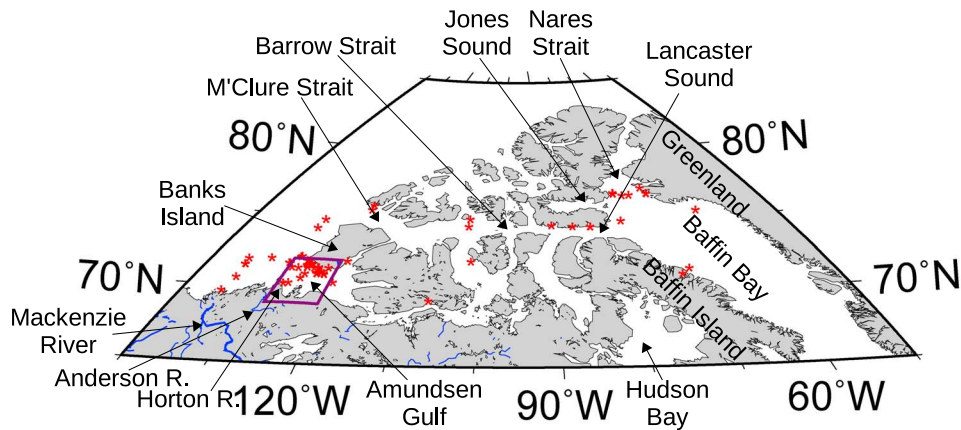 Jones
Sound
Nares
Strait
Barrow Strait
Lancaster
Sound
M'Clure Strait
80°N
80°N
Greenland
Banks
Island
Baffin Bay
70°N
70°N
Baffin Island
Mackenzie
River
Anderson R.
Horton R.
120°W
Amundsen
Gulf
90°W
Hudson
Bay
60°W